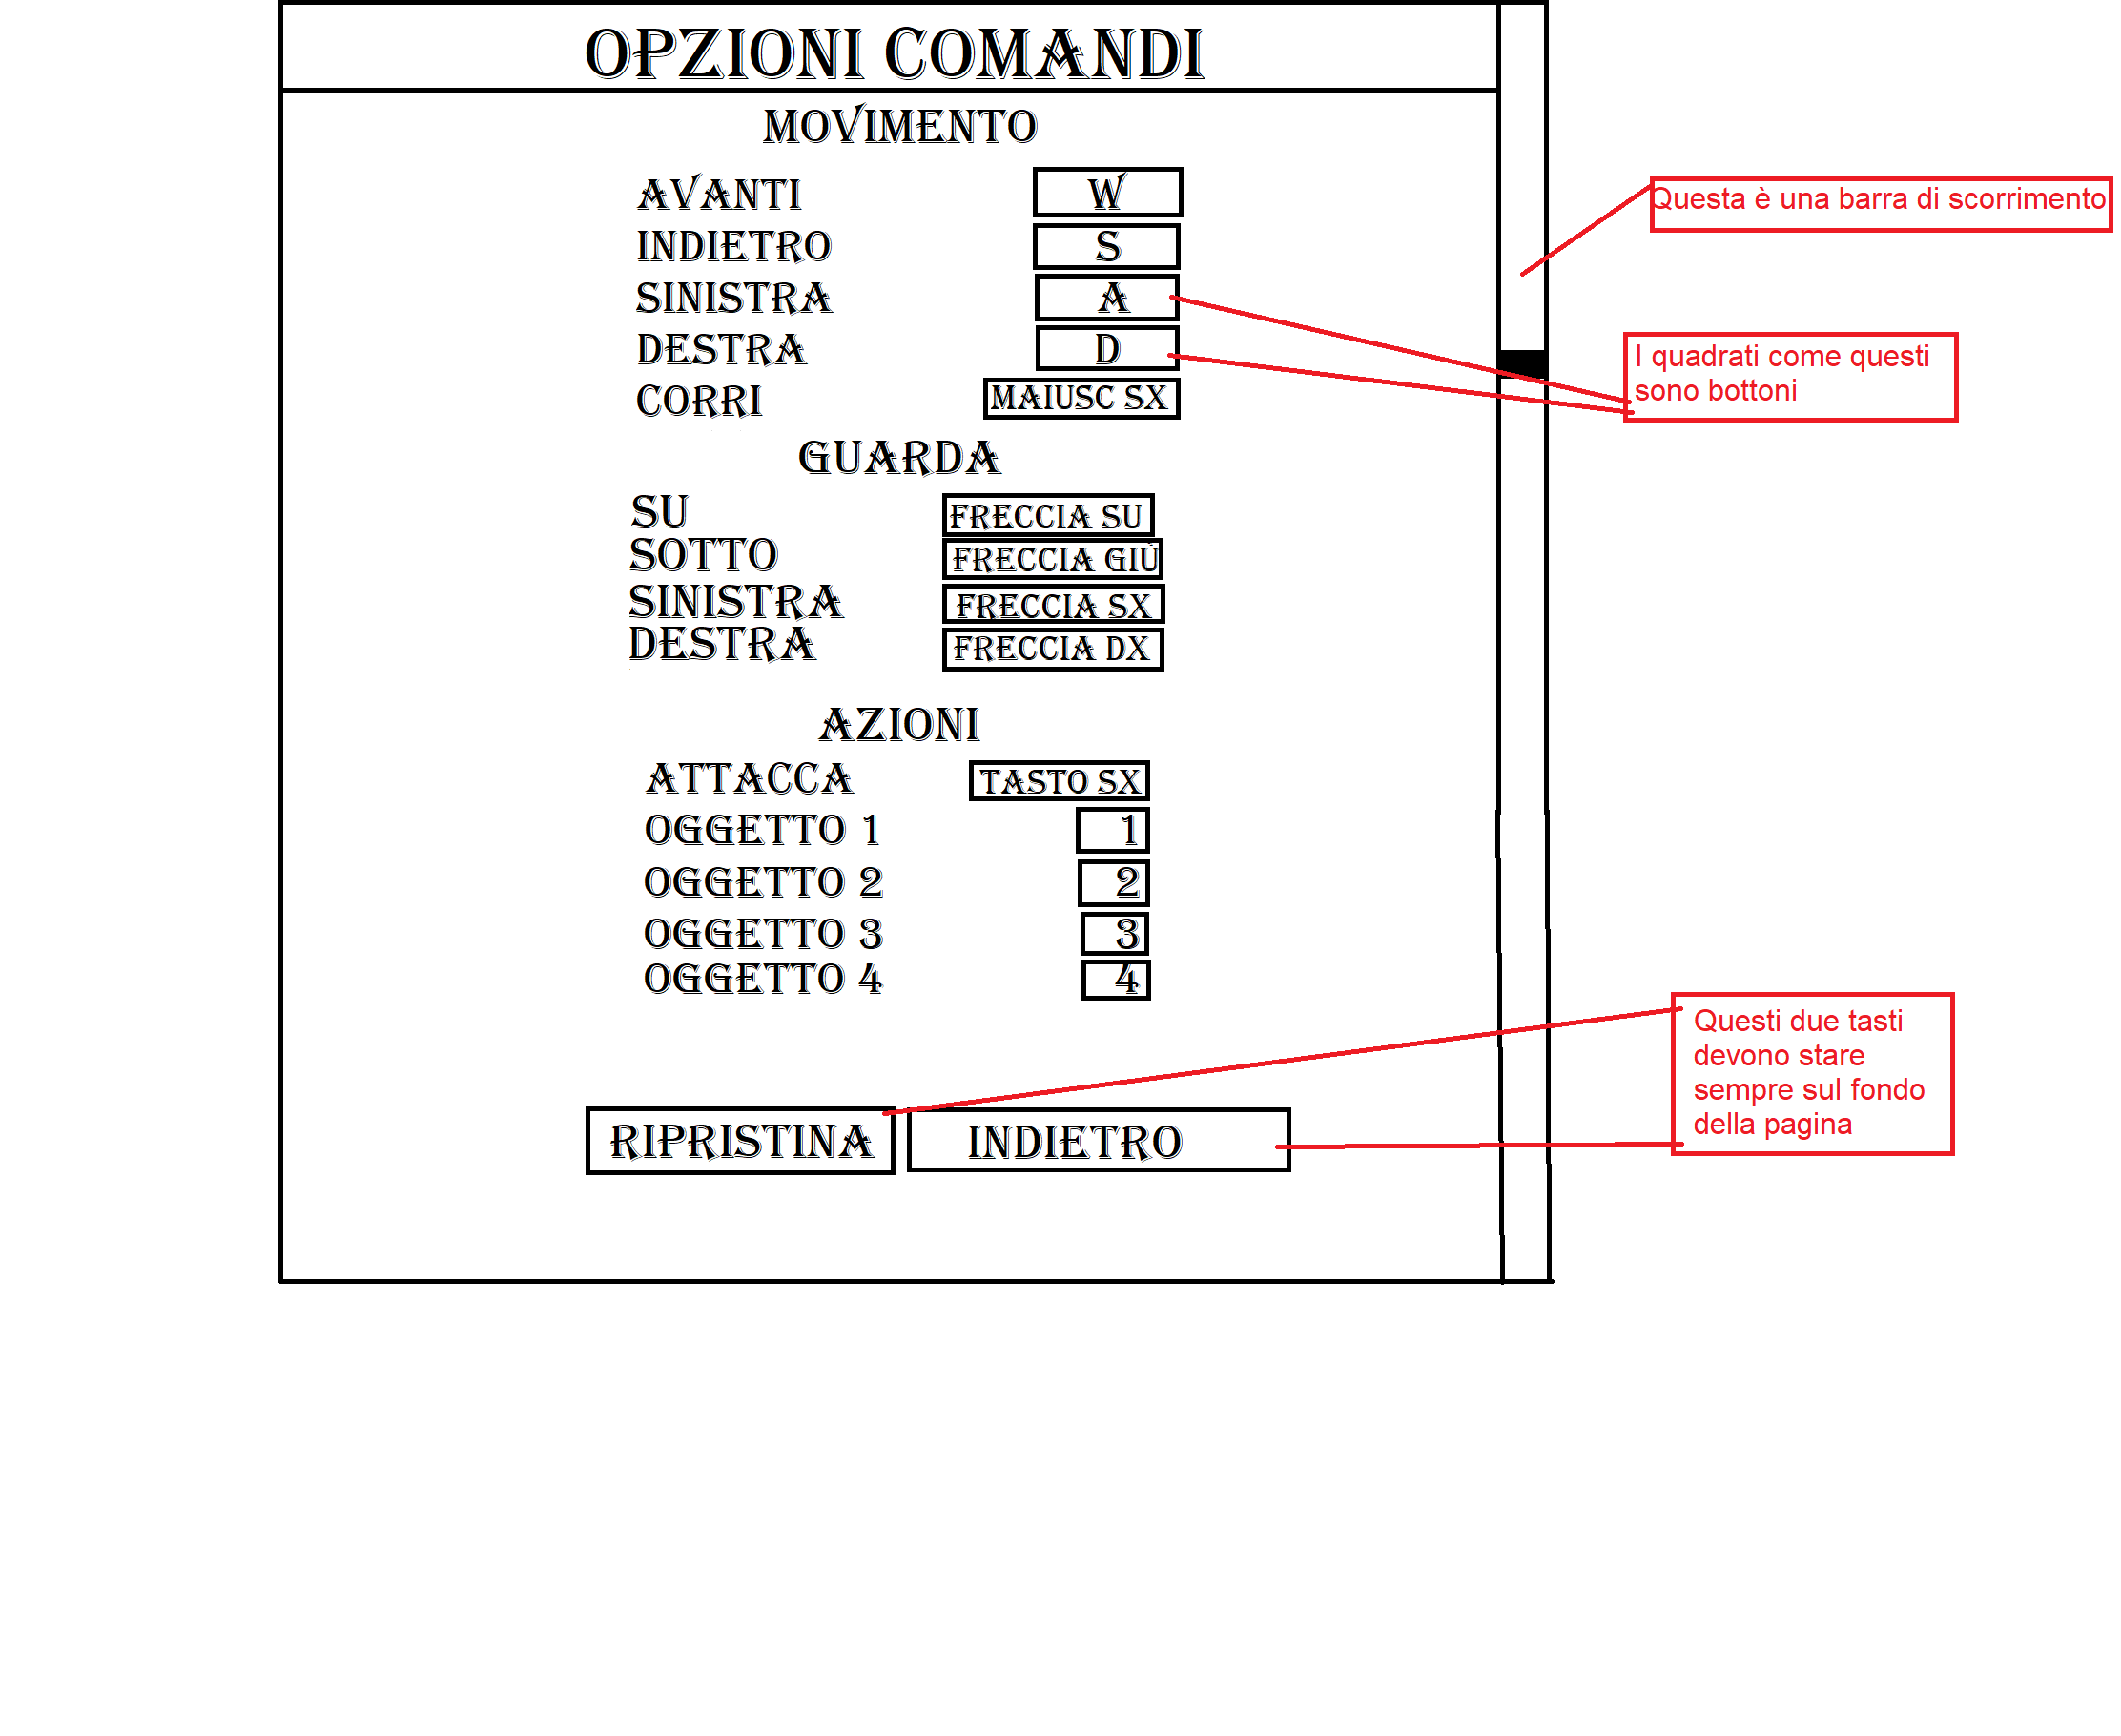 OPZIONI COMANDI
MOVIMENTO
AVANTI W
INDIETRO S
SINISTRA A
DESTRA D
CORRI MAIUSC SX
GUARDA
SU FRECCIA SU
SOTTO FRECCIA GIÙ
SINISTRA FRECCIA SX
DESTRA FRECCIA DX
AZIONI
ATTACCA TASTO SX
OGGETTO 1 1
OGGETTO 2 2
OGGETTO 3 3
OGGETTO 4 4
RIPRISTINA INDIETRO
Questa è una barra di scorrimento
I quadrati come questi
sono bottoni
Questi due tasti
devono stare
sempre sul fondo
della pagina